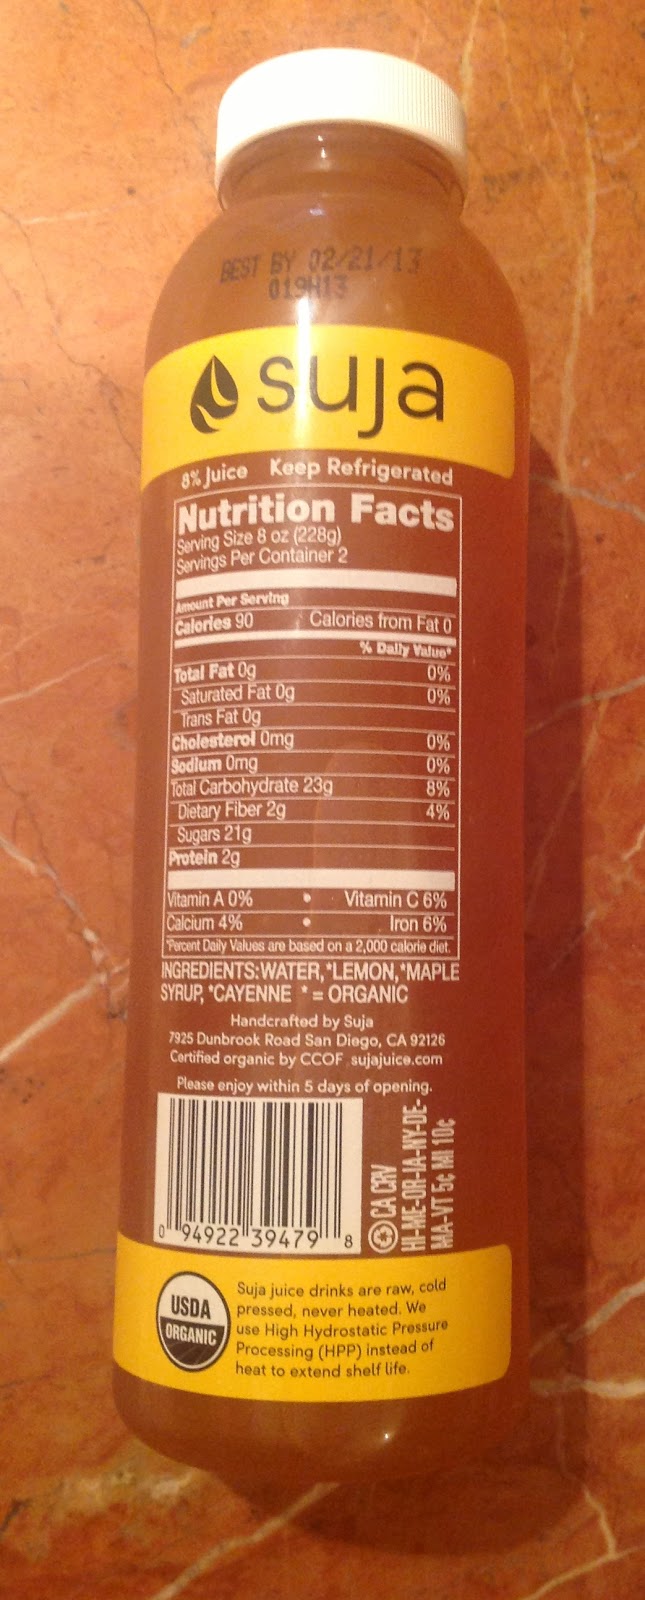 BEST BY 02/21/13
019H13
suja
8% Juice Keep Refrigerated
Nutrition Facts
Serving Size 8 oz (228g)
Servings Per Container 2
Amount Per Serving
Calories 90 Calories from Fat 0
% Daily Value*
Total Fat 0g 0%
Saturated Fat 0g 0%
Trans Fat 0g
Cholesterol 0mg 0%
Sodium 0mg 0%
Total Carbohydrate 23g 8%
Dietary Fiber 2g 4%
Sugars 21g
Protein 2g
Vitamin A 0% • Vitamin C 6%
Calcium 4% • Iron 6%
*Percent Daily Values are based on a 2,000 calorie diet.
INGREDIENTS: WATER, *LEMON, *MAPLE
SYRUP, *CAYENNE * = ORGANIC
Handcrafted by Suja
7925 Dunbrook Road San Diego, CA 92126
Certified organic by CCOF sujajuice.com
Please enjoy within 5 days of opening.
0 94922 39479 8
CA CRV
HI-ME-OR-IA-NY-DE-
MA-VT 5¢ MI 10¢
USDA
ORGANIC
Suja juice drinks are raw, cold
pressed, never heated. We
use High Hydrostatic Pressure
Processing (HPP) instead of
heat to extend shelf life.